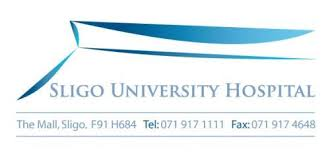 SLIGO UNIVERSITY HOSPITAL
The Mall, Sligo, F91 H684 Tel: 071 917 1111 Fax: 071 917 4648